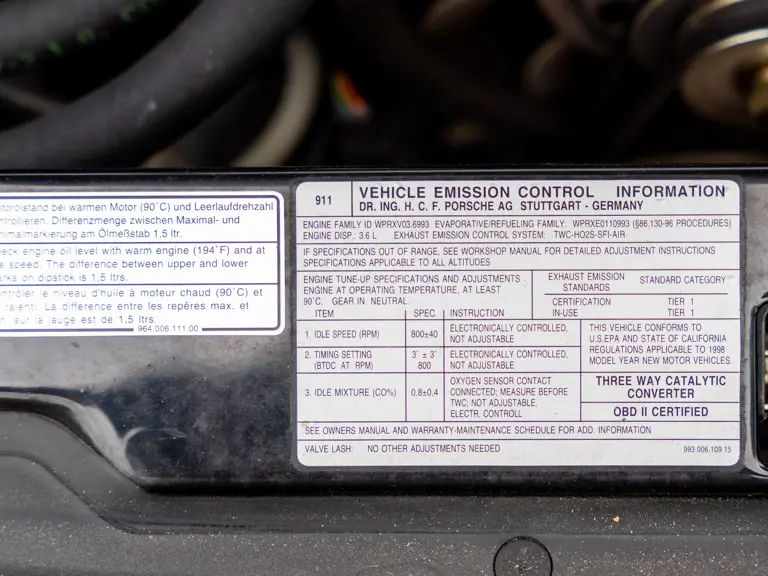 bei warmen Motor (90°C) und Leerlaufdrehzahl
Differenzmenge zwischen Maximal- und
am Ölmeßstab 1,5 ltr.
engine oil level with warm engine (194°F) and at
speed. The difference between upper and lower
on dipstick is 1,5 ltrs.
le niveau d'huile à moteur chaud (90°C) et
ralenti. La difference entre les repères max. et
sur la jauge est de 1,5 ltrs.
964.006.111.00
911 VEHICLE EMISSION CONTROL INFORMATION
DR. ING. H. C. F. PORSCHE AG STUTTGART - GERMANY
ENGINE FAMILY ID WPRXV03.6993 EVAPORATIVE/REFUELING FAMILY: WPRXE0110993 (§86.130-96 PROCEDURES)
ENGINE DISP.: 3.6 L EXHAUST EMISSION CONTROL SYSTEM: TWC-HO2S-SFI-AIR
IF SPECIFICATIONS OUT OF RANGE, SEE WORKSHOP MANUAL FOR DETAILED ADJUSTMENT INSTRUCTIONS
SPECIFICATIONS APPLICABLE TO ALL ALTITUDES
ENGINE TUNE-UP SPECIFICATIONS AND ADJUSTMENTS
ENGINE AT OPERATING TEMPERATURE, AT LEAST
90°C. GEAR IN NEUTRAL.
ITEM SPEC. INSTRUCTION
1. IDLE SPEED (RPM) 800±40 ELECTRONICALLY CONTROLLED,
NOT ADJUSTABLE
2. TIMING SETTING 3° ± 3° ELECTRONICALLY CONTROLLED,
(BTDC AT RPM) 800 NOT ADJUSTABLE
OXYGEN SENSOR CONTACT
3. IDLE MIXTURE (CO%) 0.8±0.4 CONNECTED; MEASURE BEFORE
TWC; NOT ADJUSTABLE,
ELECTR. CONTROLL
EXHAUST EMISSION STANDARD CATEGORY
STANDARDS
CERTIFICATION TIER 1
IN-USE TIER 1
THIS VEHICLE CONFORMS TO
U.S.EPA AND STATE OF CALIFORNIA
REGULATIONS APPLICABLE TO 1998
MODEL YEAR NEW MOTOR VEHICLES.
THREE WAY CATALYTIC
CONVERTER
OBD II CERTIFIED
SEE OWNERS MANUAL AND WARRANTY-MAINTENANCE SCHEDULE FOR ADD. INFORMATION
VALVE LASH: NO OTHER ADJUSTMENTS NEEDED 993.006.109.15